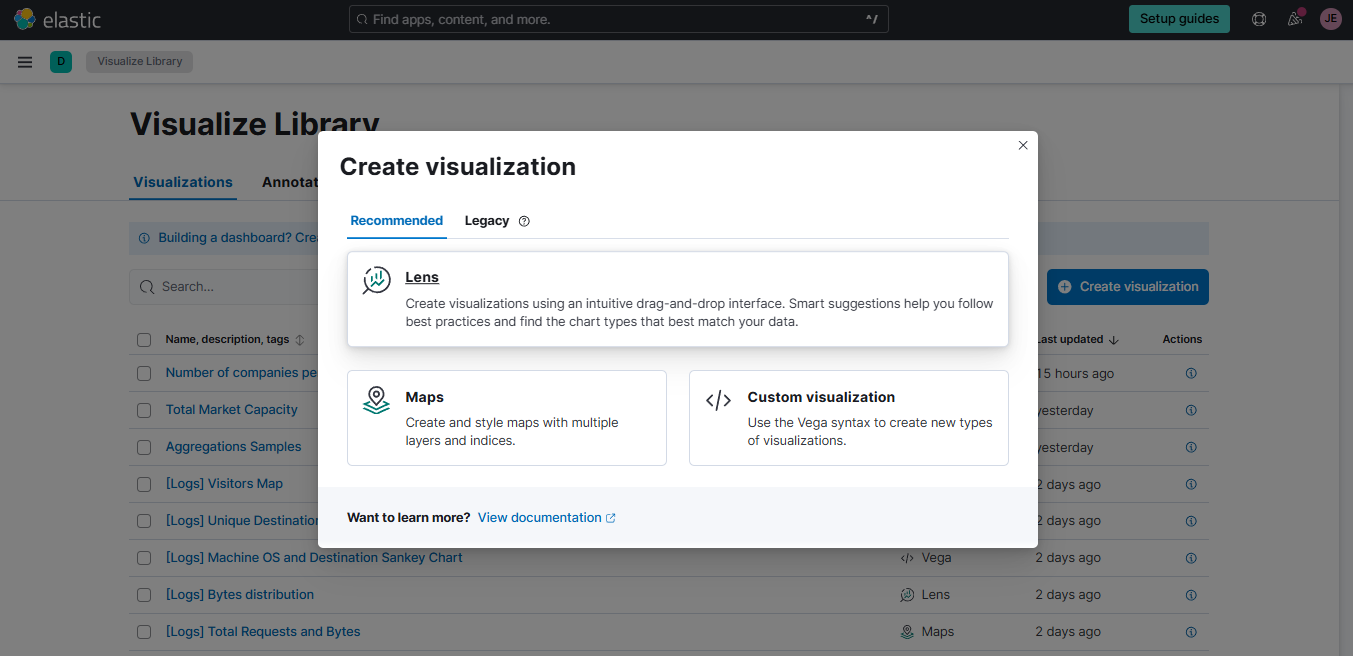 elastic
Find apps, content, and more.
^/
Setup guides
JE
D
Visualize Library
Visualize Library
Create visualization
Visualizations
Annotat
Recommended
Legacy
Building a dashboard? Crea
Lens
Create visualizations using an intuitive drag-and-drop interface. Smart suggestions help you follow
best practices and find the chart types that best match your data.
Search...
Create visualization
Name, description, tags
Last updated
Actions
Number of companies pe
15 hours ago
Maps
Create and style maps with multiple
layers and indices.
Custom visualization
Use the Vega syntax to create new types
of visualizations.
Total Market Capacity
yesterday
Aggregations Samples
yesterday
[Logs] Visitors Map
2 days ago
[Logs] Unique Destination
2 days ago
Want to learn more? View documentation
[Logs] Machine OS and Destination Sankey Chart
</> Vega
2 days ago
[Logs] Bytes distribution
Lens
2 days ago
[Logs] Total Requests and Bytes
Maps
2 days ago